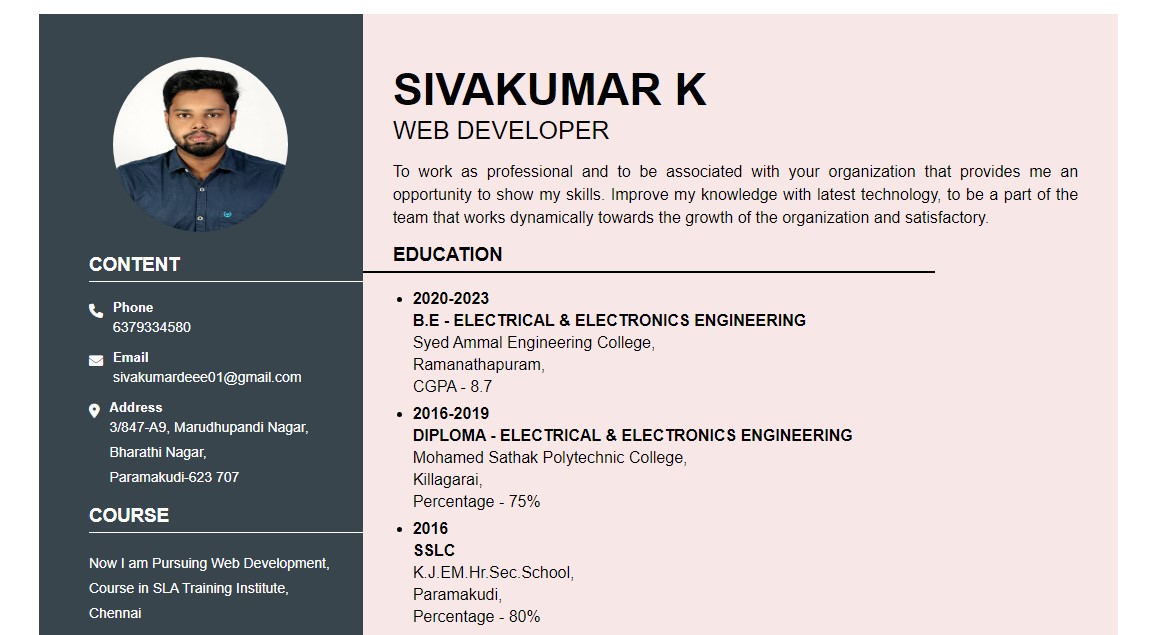 SIVAKUMAR K
WEB DEVELOPER
To work as professional and to be associated with your organization that provides me an
opportunity to show my skills. Improve my knowledge with latest technology, to be a part of the
team that works dynamically towards the growth of the organization and satisfactory.
EDUCATION
2020-2023
B.E - ELECTRICAL & ELECTRONICS ENGINEERING
Syed Ammal Engineering College,
Ramanathapuram,
CGPA - 8.7
2016-2019
DIPLOMA - ELECTRICAL & ELECTRONICS ENGINEERING
Mohamed Sathak Polytechnic College,
Killagarai,
Percentage - 75%
2016
SSLC
K.J.EM.Hr.Sec.School,
Paramakudi,
Percentage - 80%
CONTENT
Phone
6379334580
Email
sivakumardeee01@gmail.com
Address
3/847-A9, Marudhupandi Nagar,
Bharathi Nagar,
Paramakudi-623 707
COURSE
Now I am Pursuing Web Development,
Course in SLA Training Institute,
Chennai